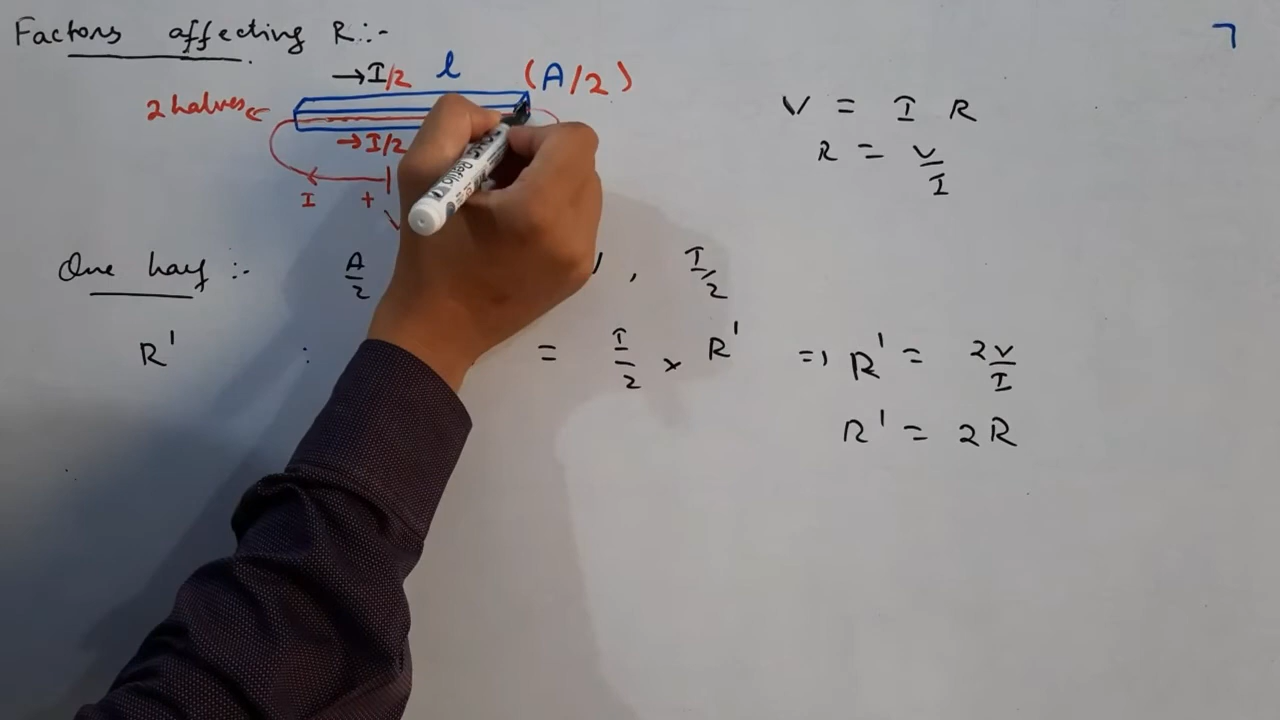 Factors affecting R :-
7
→ I/2 l (A/2)
2 halves
→ I/2
I +
V = I R
R = V/I
One half :- A/2 , I/2
R' : = I/2 × R' ⇒ R' = 2V/I
R' = 2R